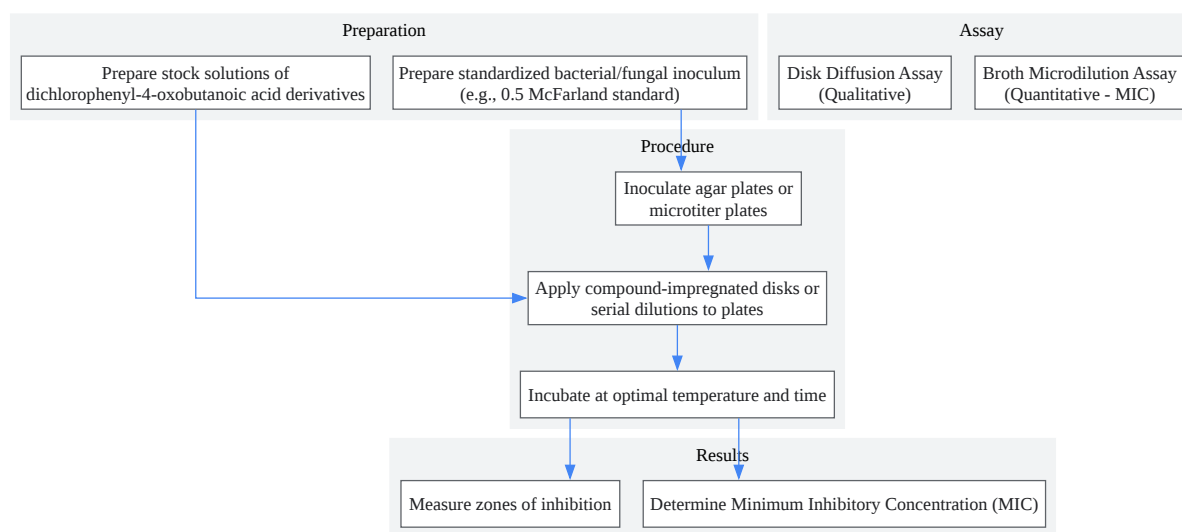 Preparation
Prepare stock solutions of
dichlorophenyl-4-oxobutanoic acid derivatives
Prepare standardized bacterial/fungal inoculum
(e.g., 0.5 McFarland standard)
Assay
Disk Diffusion Assay
(Qualitative)
Broth Microdilution Assay
(Quantitative - MIC)
Procedure
Inoculate agar plates or
microtiter plates
Apply compound-impregnated disks or
serial dilutions to plates
Incubate at optimal temperature and time
Results
Measure zones of inhibition
Determine Minimum Inhibitory Concentration (MIC)